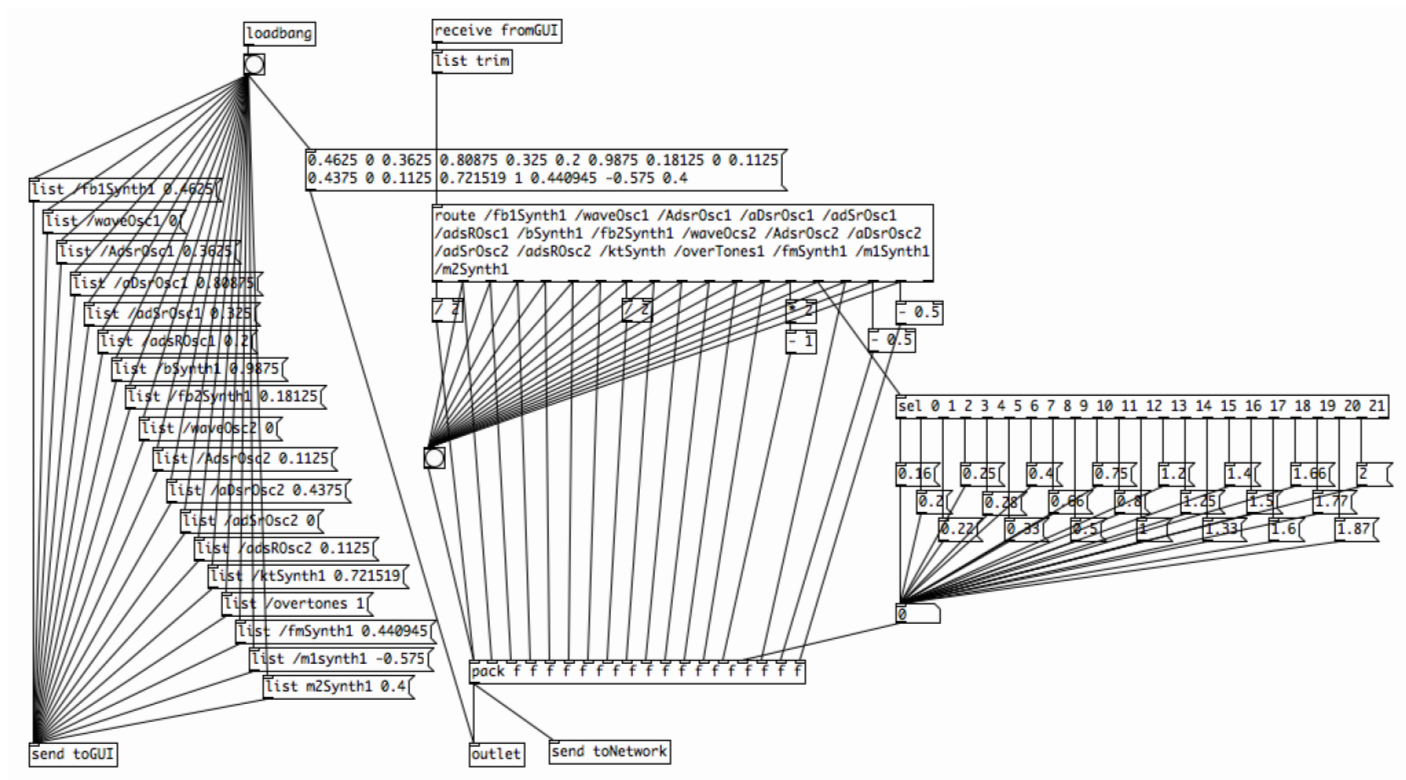 loadbang
receive fromGUI
list trim
0.4625 0 0.3625 0.80875 0.325 0.2 0.9875 0.18125 0 0.1125
0.4375 0 0.1125 0.721519 1 0.440945 -0.575 0.4
list /fb1Synth1 0.4625
list /waveOsc1 0
list /AdsrOsc1 0.3625
list /aDsrOsc1 0.80875
list /adSrOsc1 0.325
list /adsROsc1 0.2
list /bSynth1 0.9875
list /fb2Synth1 0.18125
list /waveOsc2 0
list /AdsrOsc2 0.1125
list /aDsrOsc2 0.4375
list /adSrOsc2 0
list /adsROsc2 0.1125
list /ktSynth1 0.721519
list /overtones 1
list /fmSynth1 0.440945
list /m1synth1 -0.575
list m2Synth1 0.4
send toGUI
route /fb1Synth1 /waveOsc1 /AdsrOsc1 /aDsrOsc1 /adSrOsc1
/adsROsc1 /bSynth1 /fb2Synth1 /waveOcs2 /AdsrOsc2 /aDsrOsc2
/adSrOsc2 /adsROsc2 /ktSynth /overTones1 /fmSynth1 /m1Synth1
/m2Synth1
/ 2
/ 2
* 2
- 0.5
- 1
- 0.5
sel 0 1 2 3 4 5 6 7 8 9 10 11 12 13 14 15 16 17 18 19 20 21
0.16 0.25 0.4 0.75 1.2 1.4 1.66 2
0.2 0.28 0.66 0.8 1.25 1.5 1.77
0.22 0.33 0.5 1 1.33 1.6 1.87
0
pack f f f f f f f f f f f f f f f f f f
outlet
send toNetwork